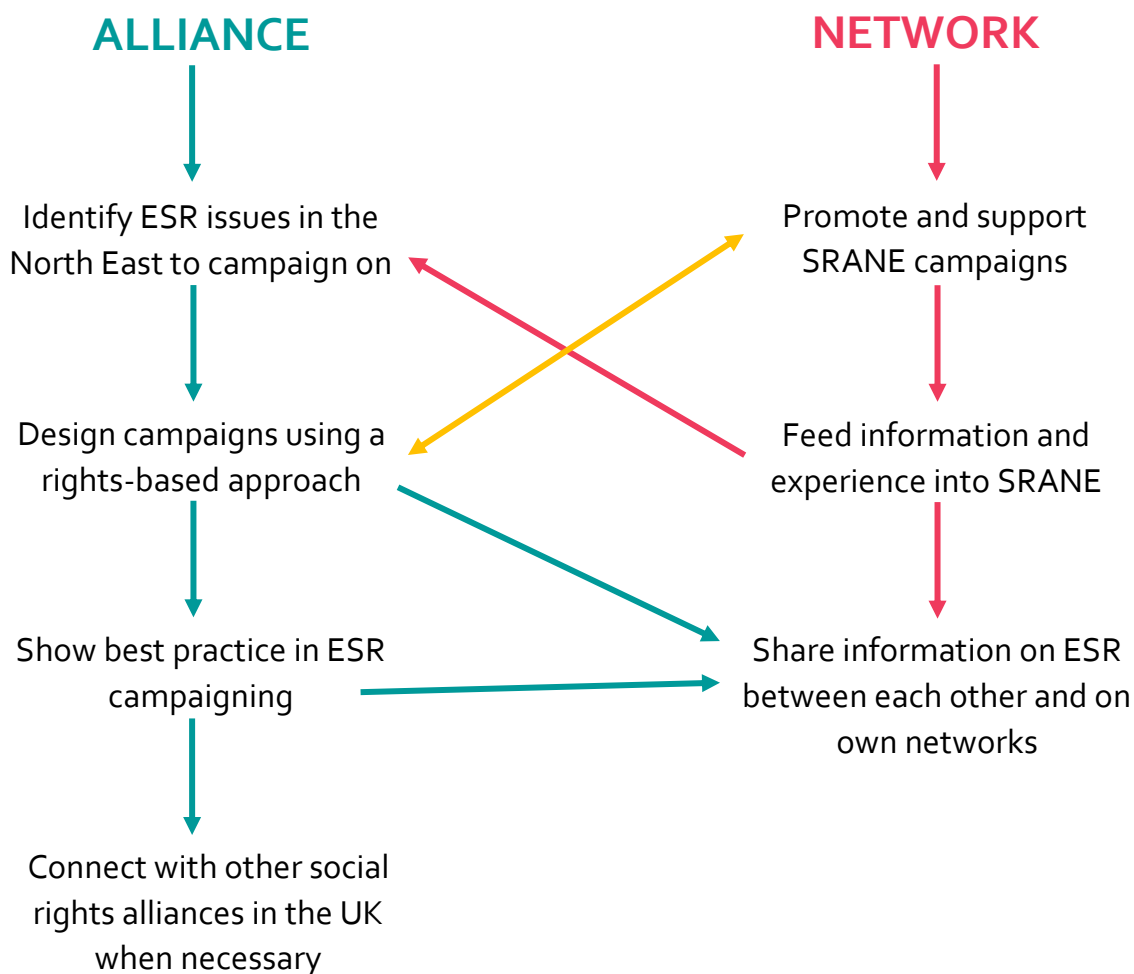 ALLIANCE
Identify ESR issues in the
North East to campaign on
Design campaigns using a
rights-based approach
Show best practice in ESR
campaigning
Connect with other social
rights alliances in the UK
when necessary
NETWORK
Promote and support
SRANE campaigns
Feed information and
experience into SRANE
Share information on ESR
between each other and on
own networks